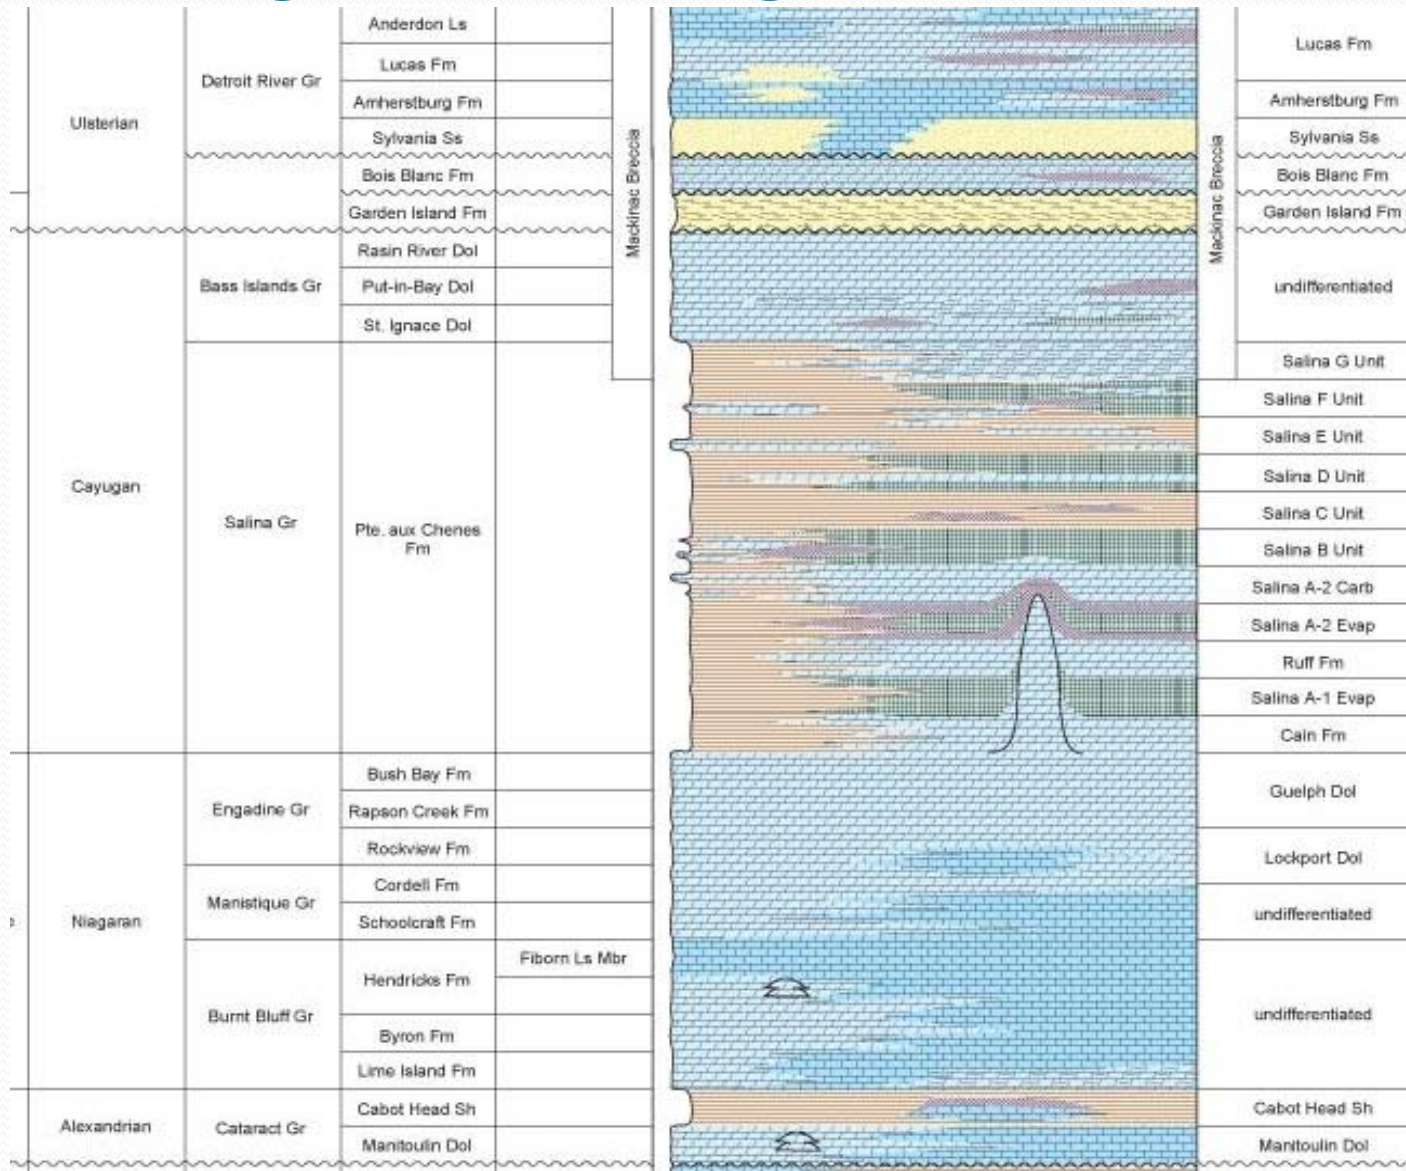 Anderdon Ls
Lucas Fm
Lucas Fm
Detroit River Gr
Amherstburg Fm
Amherstburg Fm
Ulsterian
Sylvania Ss
Sylvania Ss
Bois Blanc Fm
Bois Blanc Fm
Mackinac Breccia
Mackinac Breccia
Garden Island Fm
Garden Island Fm
Rasin River Dol
Bass Islands Gr
Put-in-Bay Dol
undifferentiated
St. Ignace Dol
Salina G Unit
Salina F Unit
Salina E Unit
Cayugan
Salina D Unit
Salina Gr
Pte. aux Chenes
Fm
Salina C Unit
Salina B Unit
Salina A-2 Carb
Salina A-2 Evap
Ruff Fm
Salina A-1 Evap
Cain Fm
Bush Bay Fm
Guelph Dol
Engadine Gr
Rapson Creek Fm
Rockview Fm
Lockport Dol
Cordell Fm
Manistique Gr
Niagaran
Schoolcraft Fm
undifferentiated
Fiborn Ls Mbr
Hendricks Fm
Burnt Bluff Gr
undifferentiated
Byron Fm
Lime Island Fm
Cabot Head Sh
Cabot Head Sh
Alexandrian
Cataract Gr
Manitoulin Dol
Manitoulin Dol